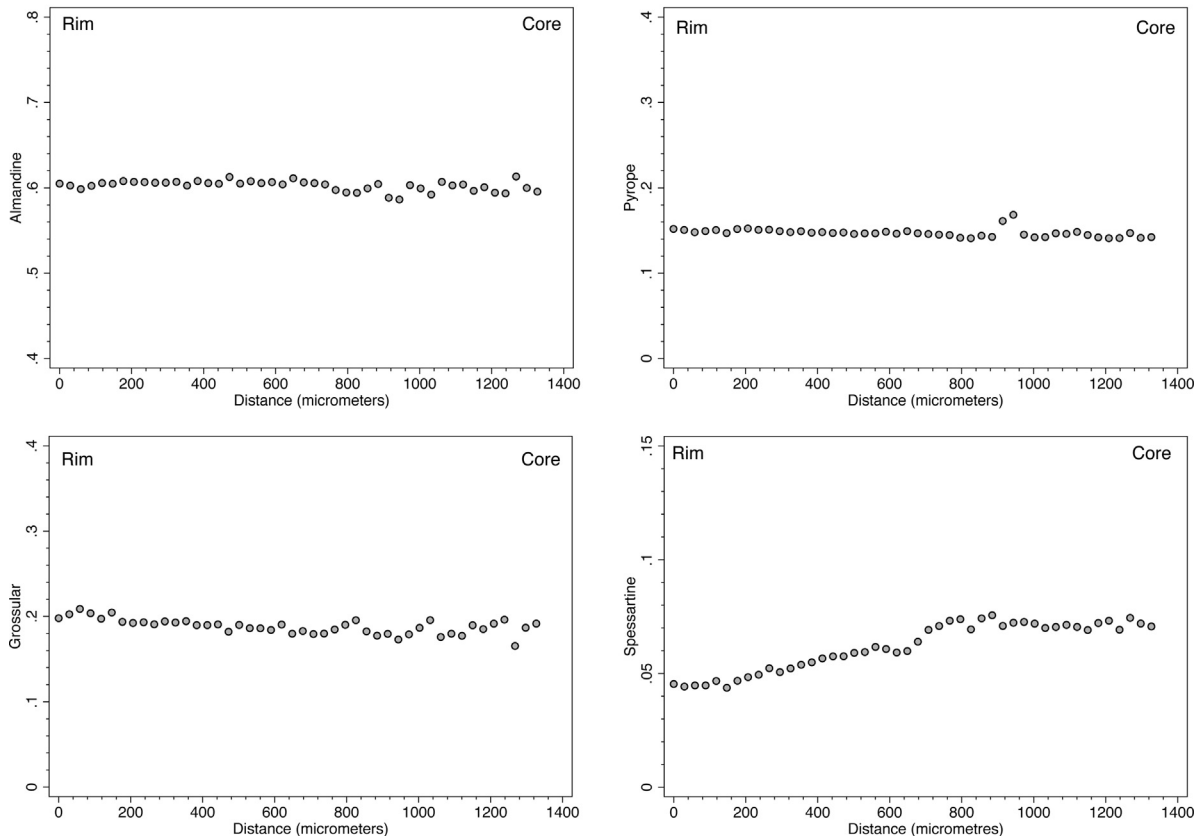 .8
Rim Core
.7
Almandine
.6
.5
.4
0 200 400 600 800 1000 1200 1400
Distance (micrometers)
.4
Rim Core
.3
Pyrope
.2
.1
0
0 200 400 600 800 1000 1200 1400
Distance (micrometers)
.4
Rim Core
.3
Grossular
.2
.1
0
0 200 400 600 800 1000 1200 1400
Distance (micrometers)
.15
Rim Core
.1
Spessartine
.05
0
0 200 400 600 800 1000 1200 1400
Distance (micrometres)